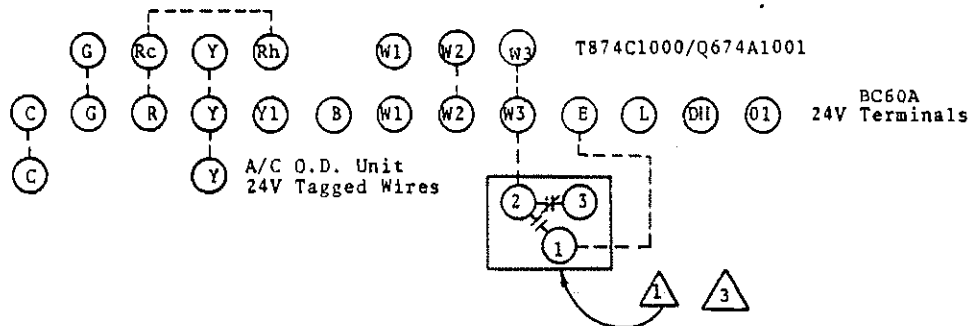 G Rc Y Rh W1 W2 W3 T874C1000/Q674A1001
C G R Y Y1 B W1 W2 W3 E L DH O1 BC60A
24V Terminals
C Y A/C O.D. Unit
24V Tagged Wires
2 3
1
1 3